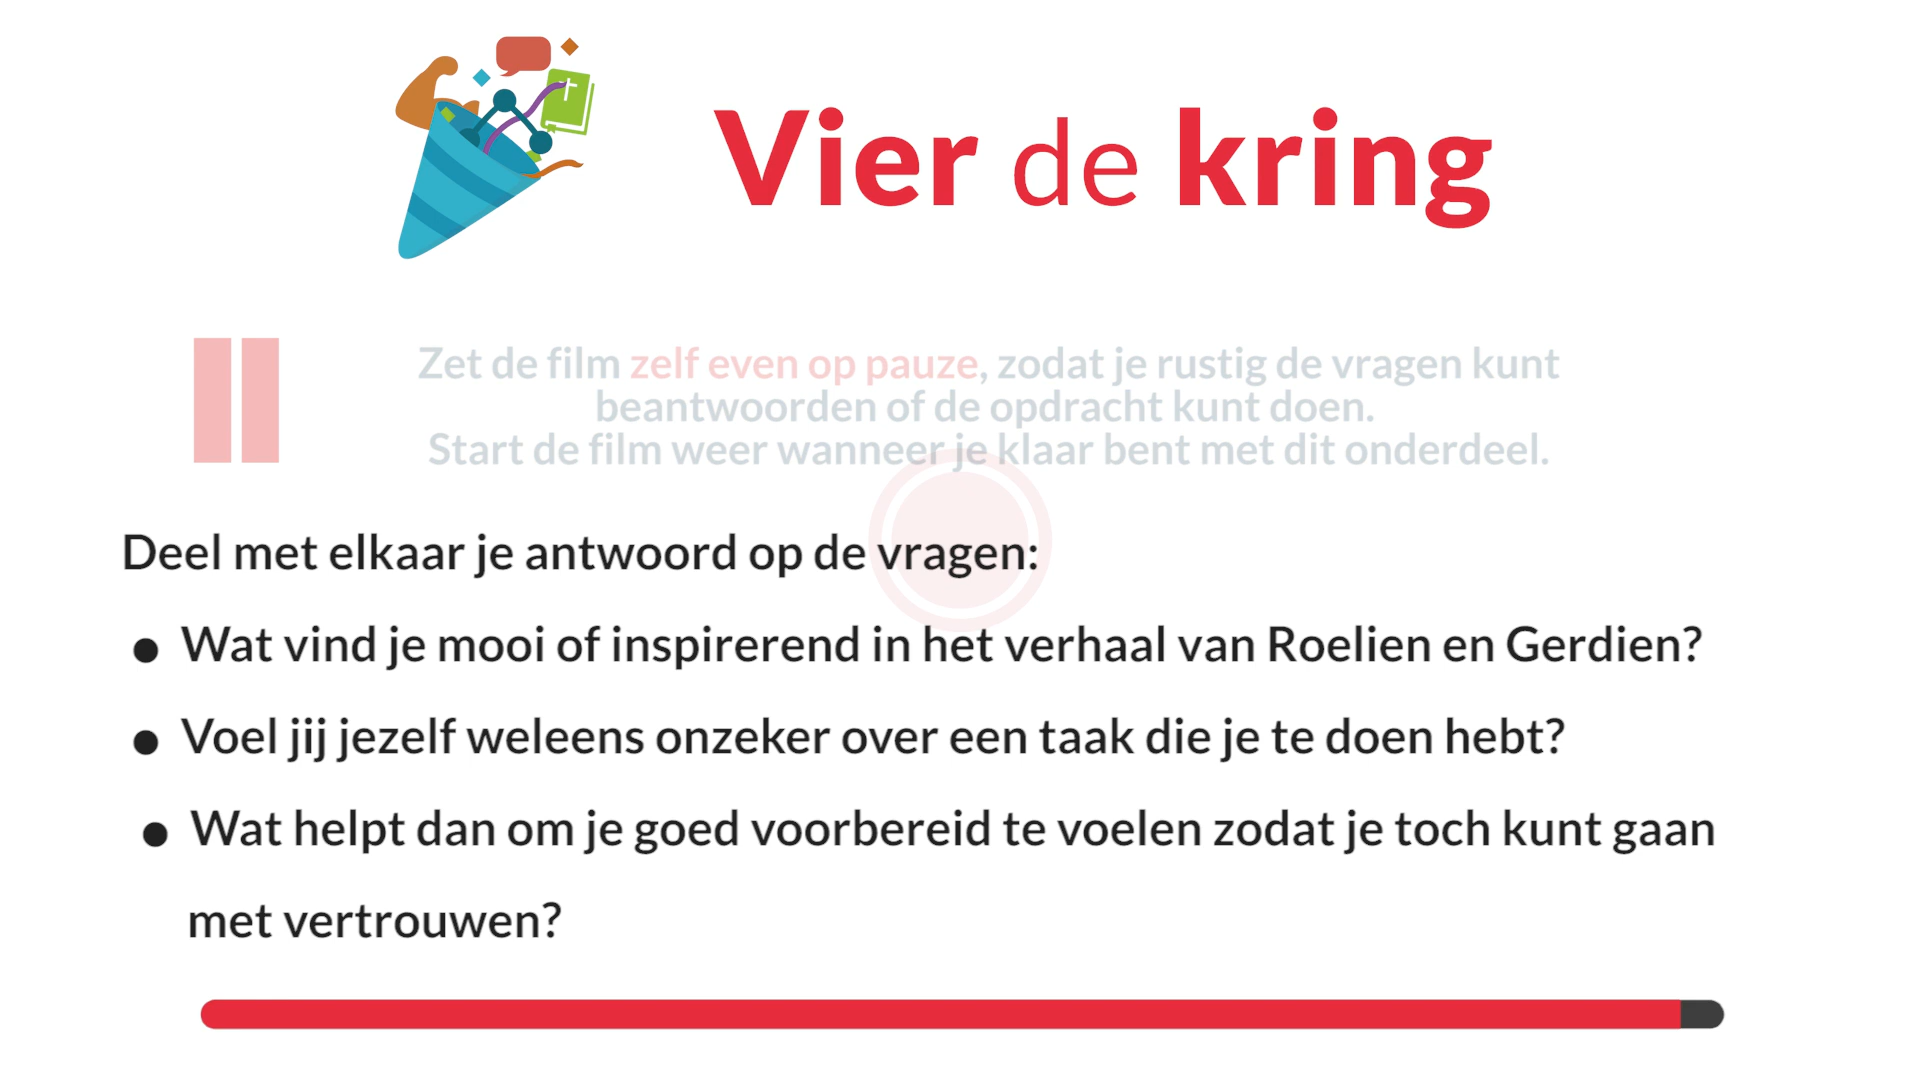 Vier de kring
Zet de film zelf even op pauze, zodat je rustig de vragen kunt
beantwoorden of de opdracht kunt doen.
Start de film weer wanneer je klaar bent met dit onderdeel.
Deel met elkaar je antwoord op de vragen:
● Wat vind je mooi of inspirerend in het verhaal van Roelien en Gerdien?
● Voel jij jezelf weleens onzeker over een taak die je te doen hebt?
● Wat helpt dan om je goed voorbereid te voelen zodat je toch kunt gaan
met vertrouwen?